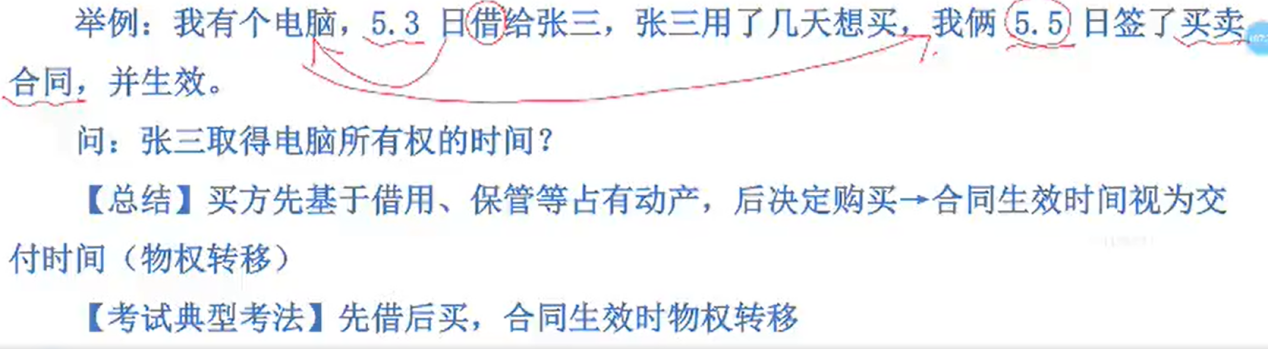 举例：我有个电脑，5.3 日借给张三，张三用了几天想买，我俩 5.5 日签了买卖
合同，并生效。
问：张三取得电脑所有权的时间？
【总结】买方先基于借用、保管等占有动产，后决定购买→合同生效时间视为交
付时间（物权转移）
【考试典型考法】先借后买，合同生效时物权转移